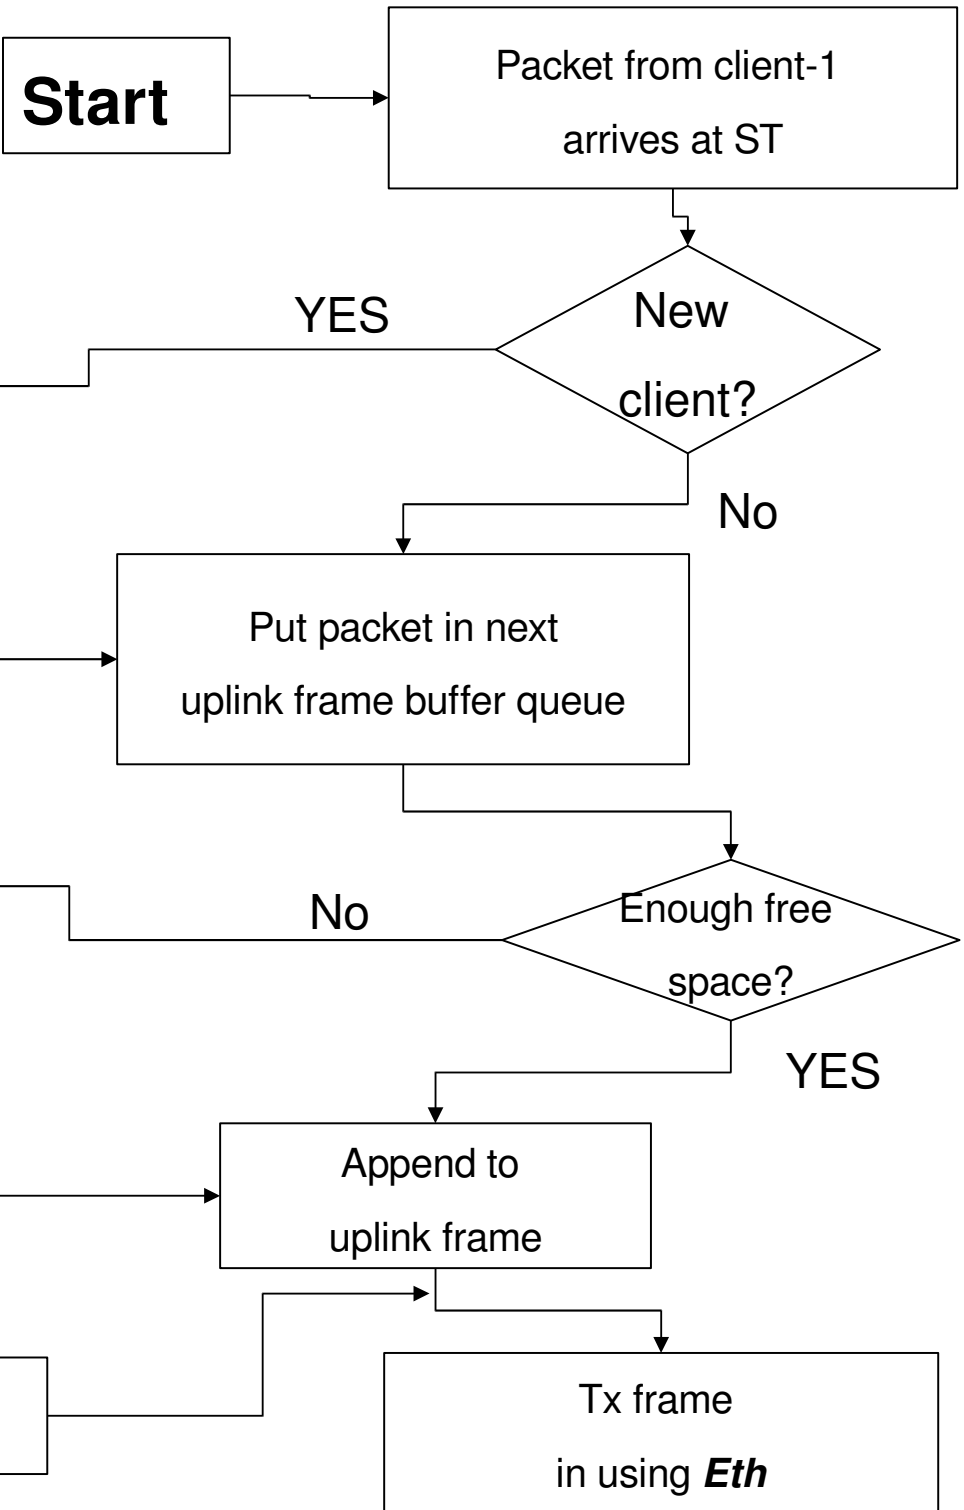 Start
Packet from client-1
arrives at ST
New
client?
YES
No
Put packet in next
uplink frame buffer queue
Enough free
space?
No
YES
Append to
uplink frame
Tx frame
in using Eth